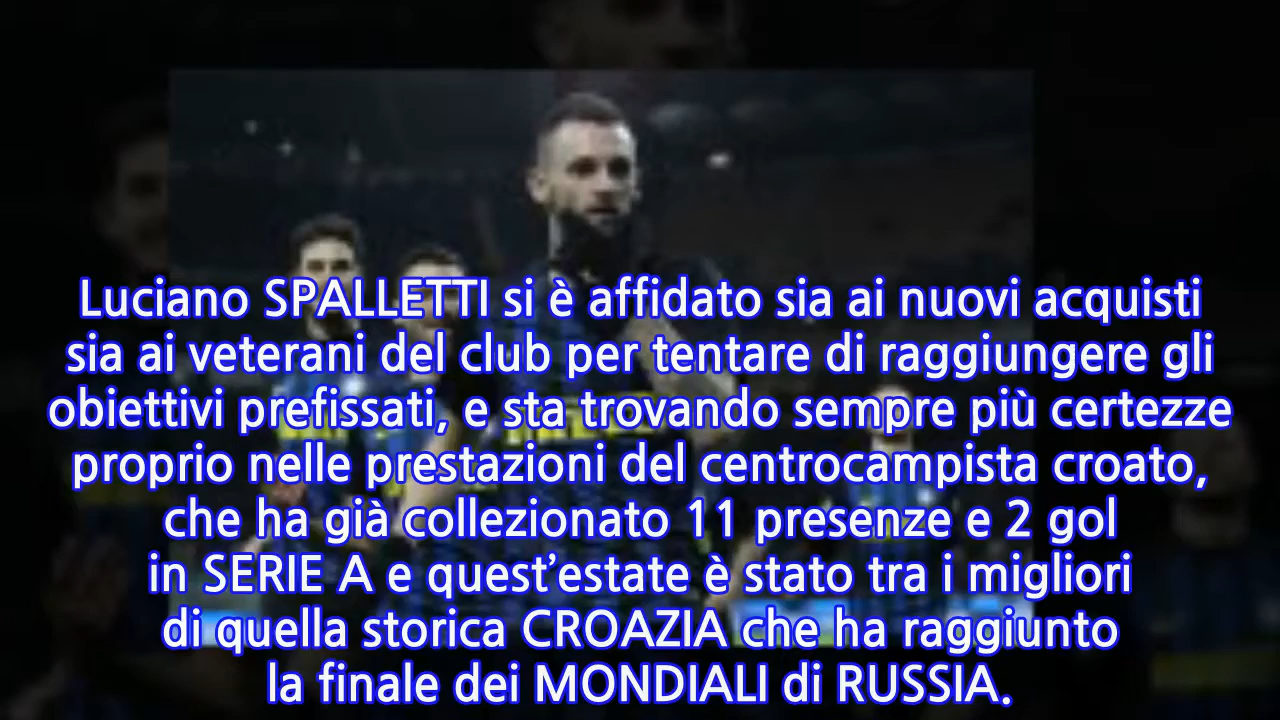 Luciano SPALLETTI si è affidato sia ai nuovi acquisti
sia ai veterani del club per tentare di raggiungere gli
obiettivi prefissati, e sta trovando sempre più certezze
proprio nelle prestazioni del centrocampista croato,
che ha già collezionato 11 presenze e 2 gol
in SERIE A e quest’estate è stato tra i migliori
di quella storica CROAZIA che ha raggiunto
la finale dei MONDIALI di RUSSIA.